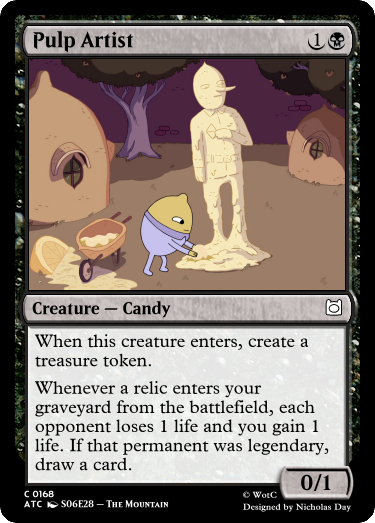 Pulp Artist 1
Creature — Candy
When this creature enters, create a
treasure token.
Whenever a relic enters your
graveyard from the battlefield, each
opponent loses 1 life and you gain 1
life. If that permanent was legendary,
draw a card.
0/1
C 0168
ATC S06E28 – The Mountain
© WotC
Designed by Nicholas Day